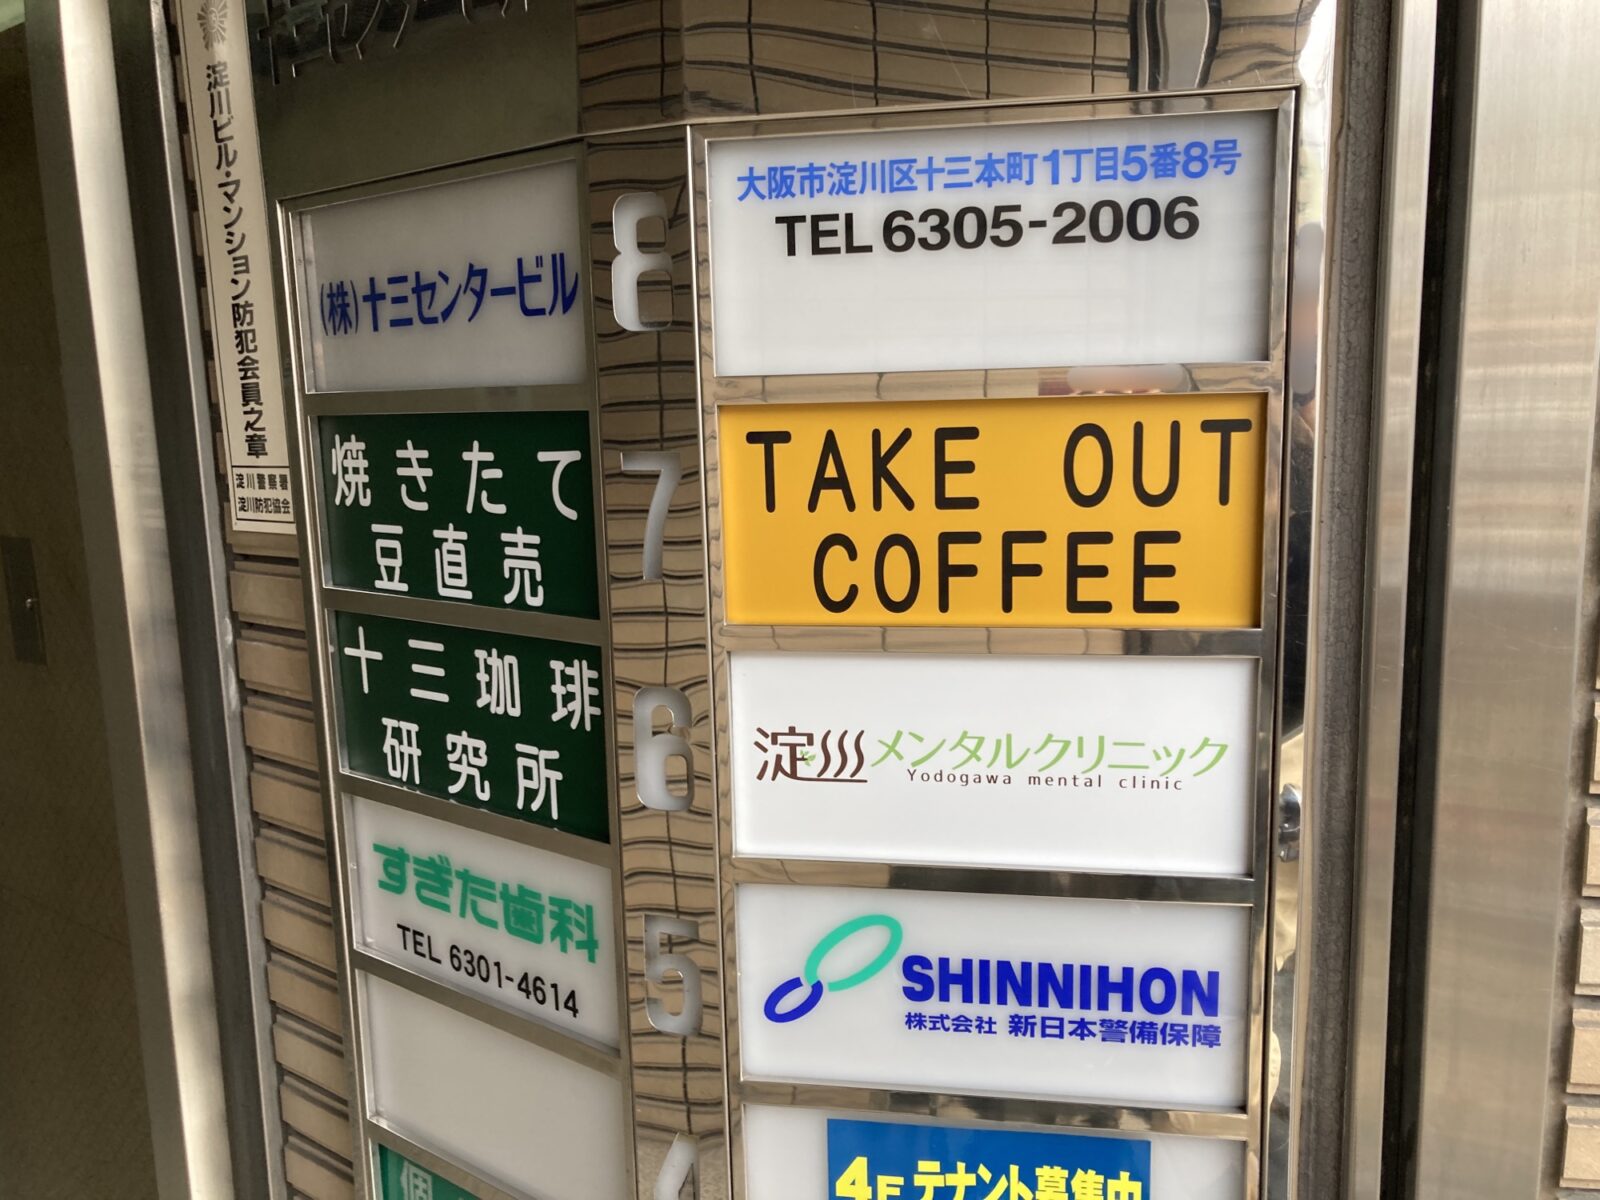 淀川ビル・マンション防犯会員之章
淀川警察署
淀川防犯協会
8
(株)十三センタービル
大阪市淀川区十三本町1丁目5番8号
TEL 6305-2006
7
焼きたて
豆直売
TAKE OUT
COFFEE
6
十三珈琲
研究所
淀川メンタルクリニック
Yodogawa mental clinic
5
すぎた歯科
TEL 6301-4614
SHINNIHON
株式会社 新日本警備保障
4
個
4F テナント募集中